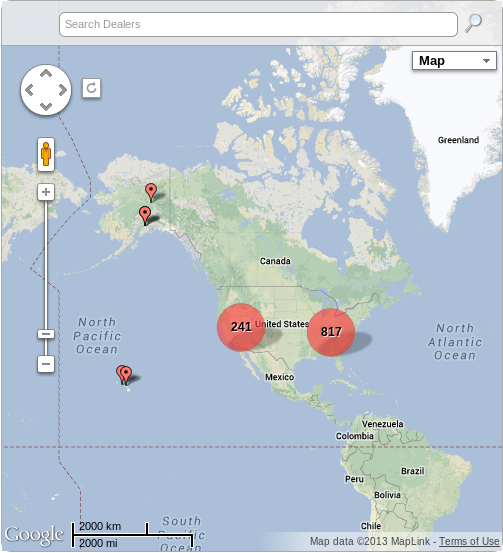 Search Dealers
Map
Greenland
Canada
241
United States
817
North
Pacific
Ocean
North
Atlantic
Ocean
Mexico
Venezuela
Colombia
Peru
Brazil
Bolivia
Chile
South
Pacific
Ocean
Google
2000 km
2000 mi
Map data ©2013 MapLink - Terms of Use